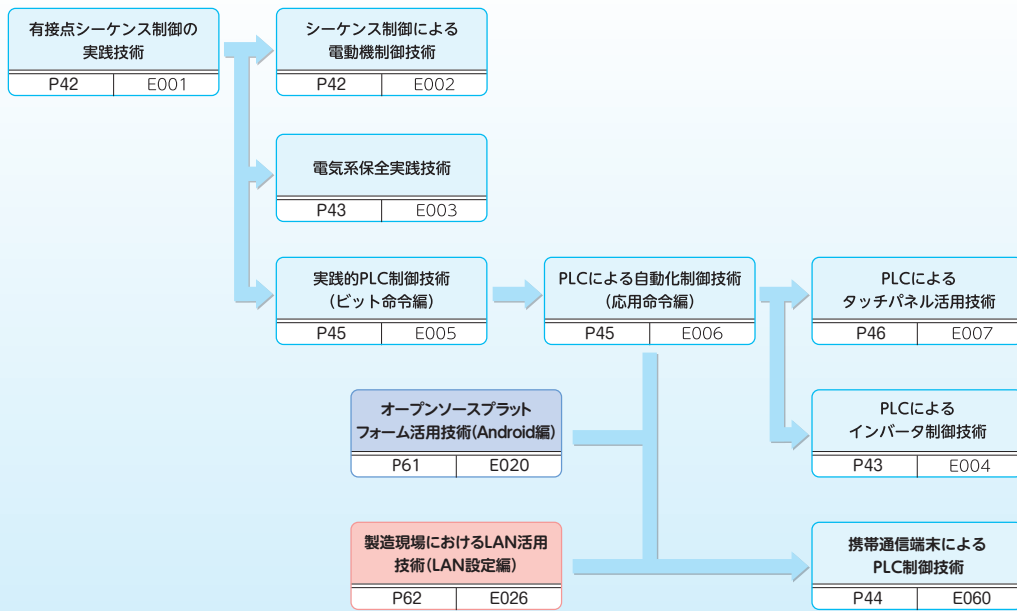 有接点シーケンス制御の
実践技術
P42 E001
シーケンス制御による
電動機制御技術
P42 E002
電気系保全実践技術
P43 E003
実践的PLC制御技術
（ビット命令編）
P45 E005
PLCによる自動化制御技術
（応用命令編）
P45 E006
PLCによる
タッチパネル活用技術
P46 E007
オープンソースプラット
フォーム活用技術(Android編)
P61 E020
PLCによる
インバータ制御技術
P43 E004
製造現場におけるLAN活用
技術(LAN設定編)
P62 E026
携帯通信端末による
PLC制御技術
P44 E060